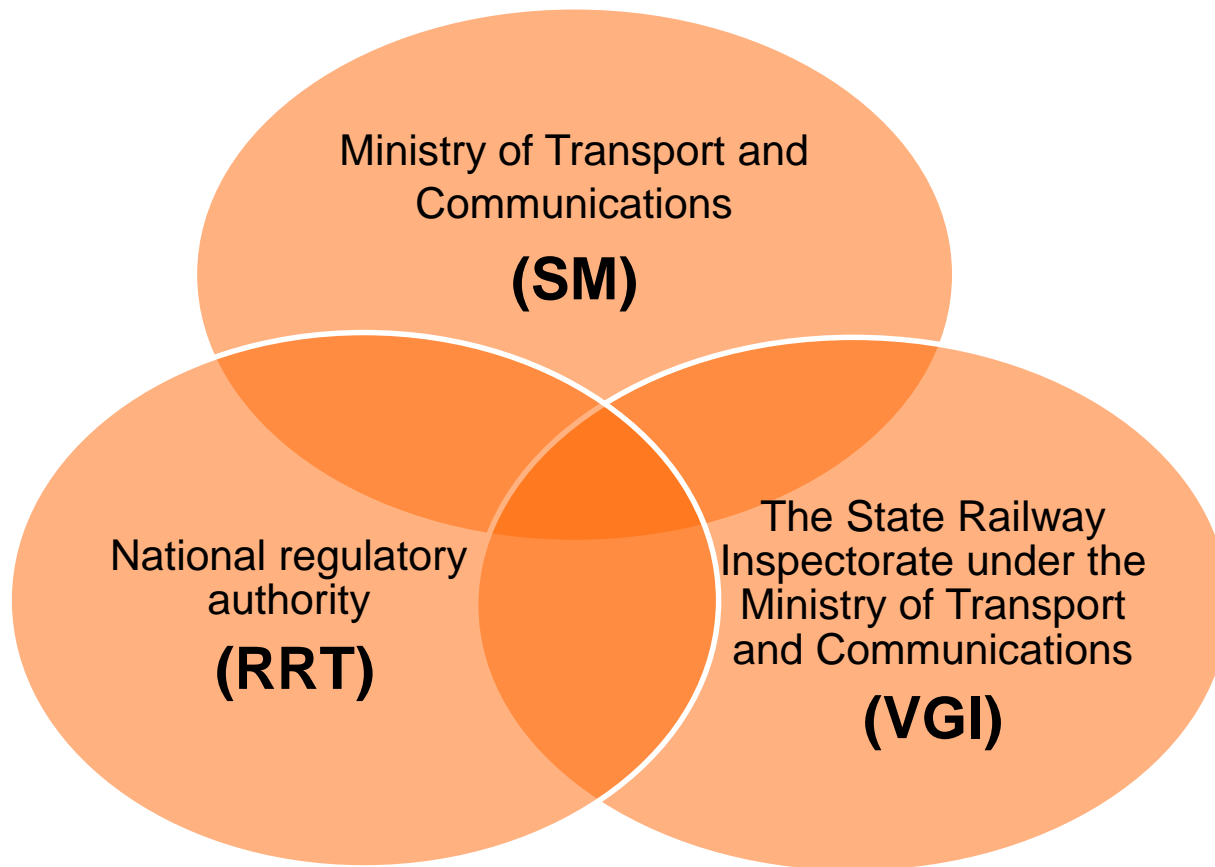 Ministry of Transport and
Communications
(SM)
National regulatory
authority
(RRT)
The State Railway
Inspectorate under the
Ministry of Transport
and Communications
(VGI)